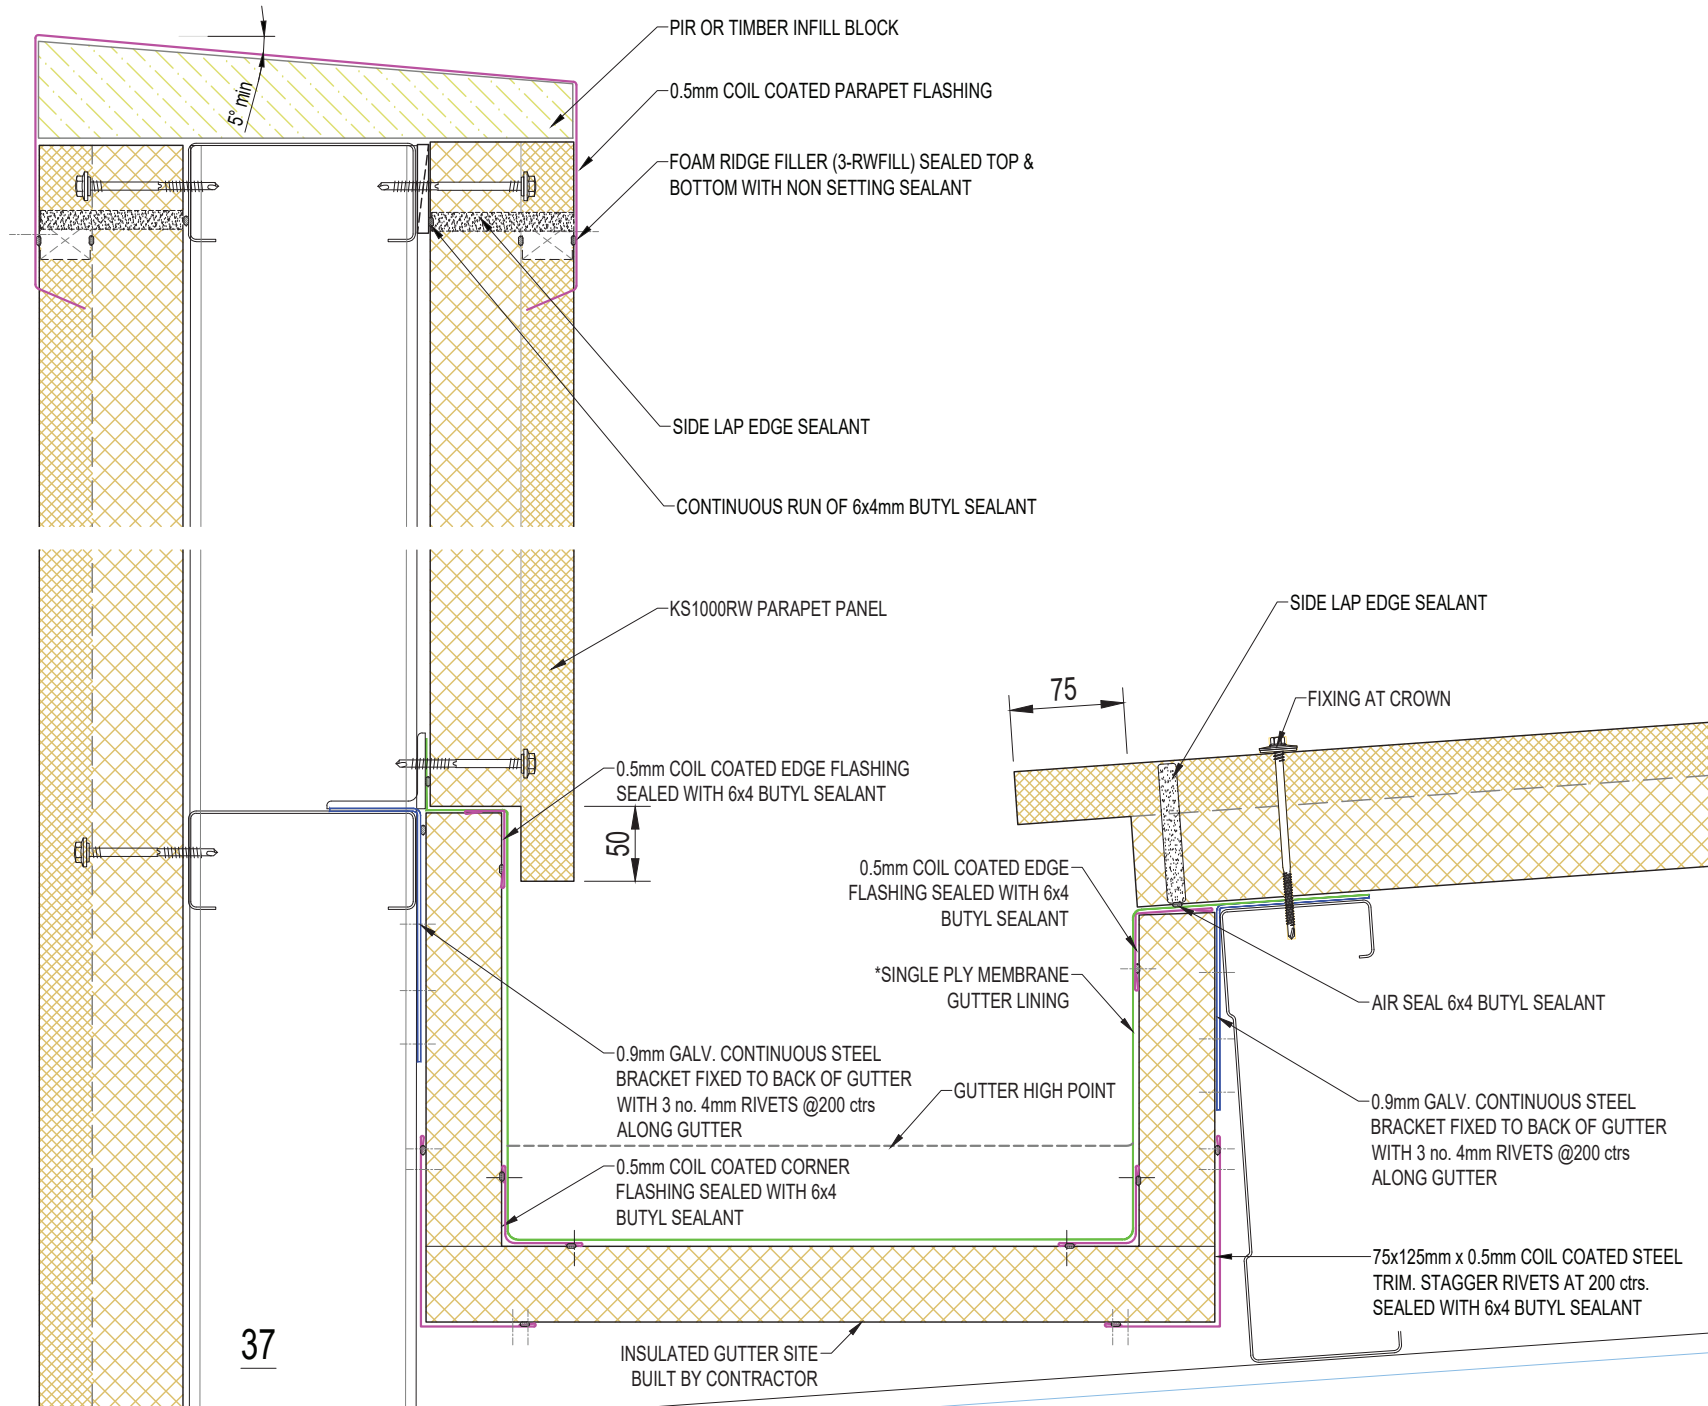 PIR OR TIMBER INFILL BLOCK
5° min
0.5mm COIL COATED PARAPET FLASHING
FOAM RIDGE FILLER (3-RWFILL) SEALED TOP &
BOTTOM WITH NON SETTING SEALANT
SIDE LAP EDGE SEALANT
CONTINUOUS RUN OF 6x4mm BUTYL SEALANT
KS1000RW PARAPET PANEL
SIDE LAP EDGE SEALANT
75
FIXING AT CROWN
0.5mm COIL COATED EDGE FLASHING
SEALED WITH 6x4 BUTYL SEALANT
50
0.5mm COIL COATED EDGE
FLASHING SEALED WITH 6x4
BUTYL SEALANT
*SINGLE PLY MEMBRANE
GUTTER LINING
AIR SEAL 6x4 BUTYL SEALANT
0.9mm GALV. CONTINUOUS STEEL
BRACKET FIXED TO BACK OF GUTTER
WITH 3 no. 4mm RIVETS @200 ctrs
ALONG GUTTER
GUTTER HIGH POINT
0.9mm GALV. CONTINUOUS STEEL
BRACKET FIXED TO BACK OF GUTTER
WITH 3 no. 4mm RIVETS @200 ctrs
ALONG GUTTER
0.5mm COIL COATED CORNER
FLASHING SEALED WITH 6x4
BUTYL SEALANT
75x125mm x 0.5mm COIL COATED STEEL
TRIM. STAGGER RIVETS AT 200 ctrs.
SEALED WITH 6x4 BUTYL SEALANT
37
INSULATED GUTTER SITE
BUILT BY CONTRACTOR